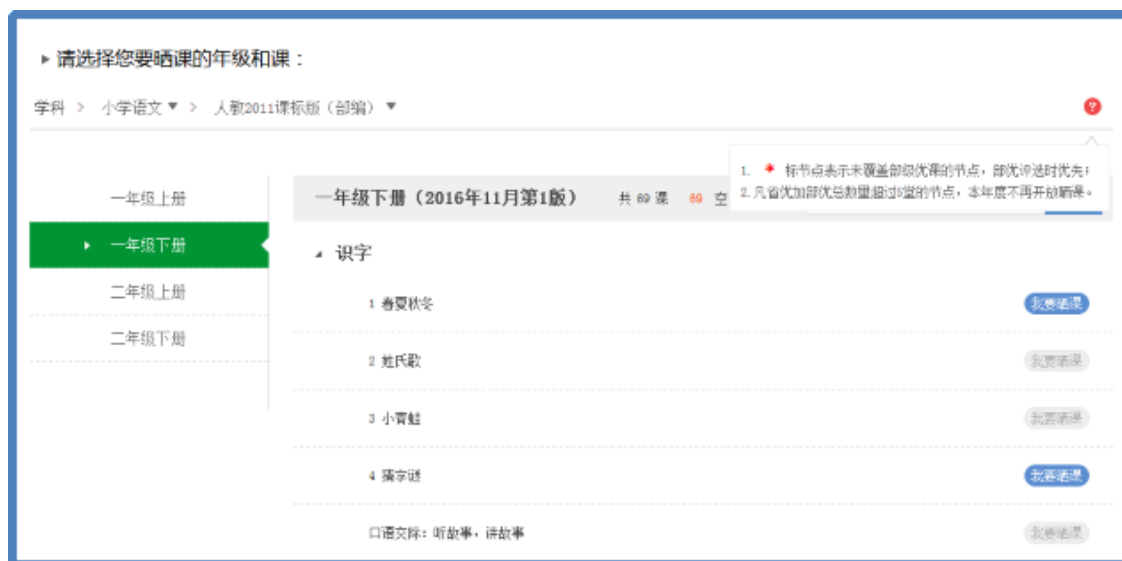 请选择您要晒课的年级和课：
学科 > 小学语文 ▼ > 人教2011课标版（部编） ▼
?
1. * 标节点表示未覆盖部级优课的节点，部优评选时优先；
2. 凡省优加部优总数量超过5堂的节点，本年度不再开放晒课。
一年级上册
一年级下册
二年级上册
二年级下册
一年级下册（2016年11月第1版） 共 69 课 69 空
识字
1 春夏秋冬 我要晒课
2 姓氏歌 我要晒课
3 小青蛙 我要晒课
4 猜字谜 我要晒课
口语交际：听故事，讲故事 我要晒课